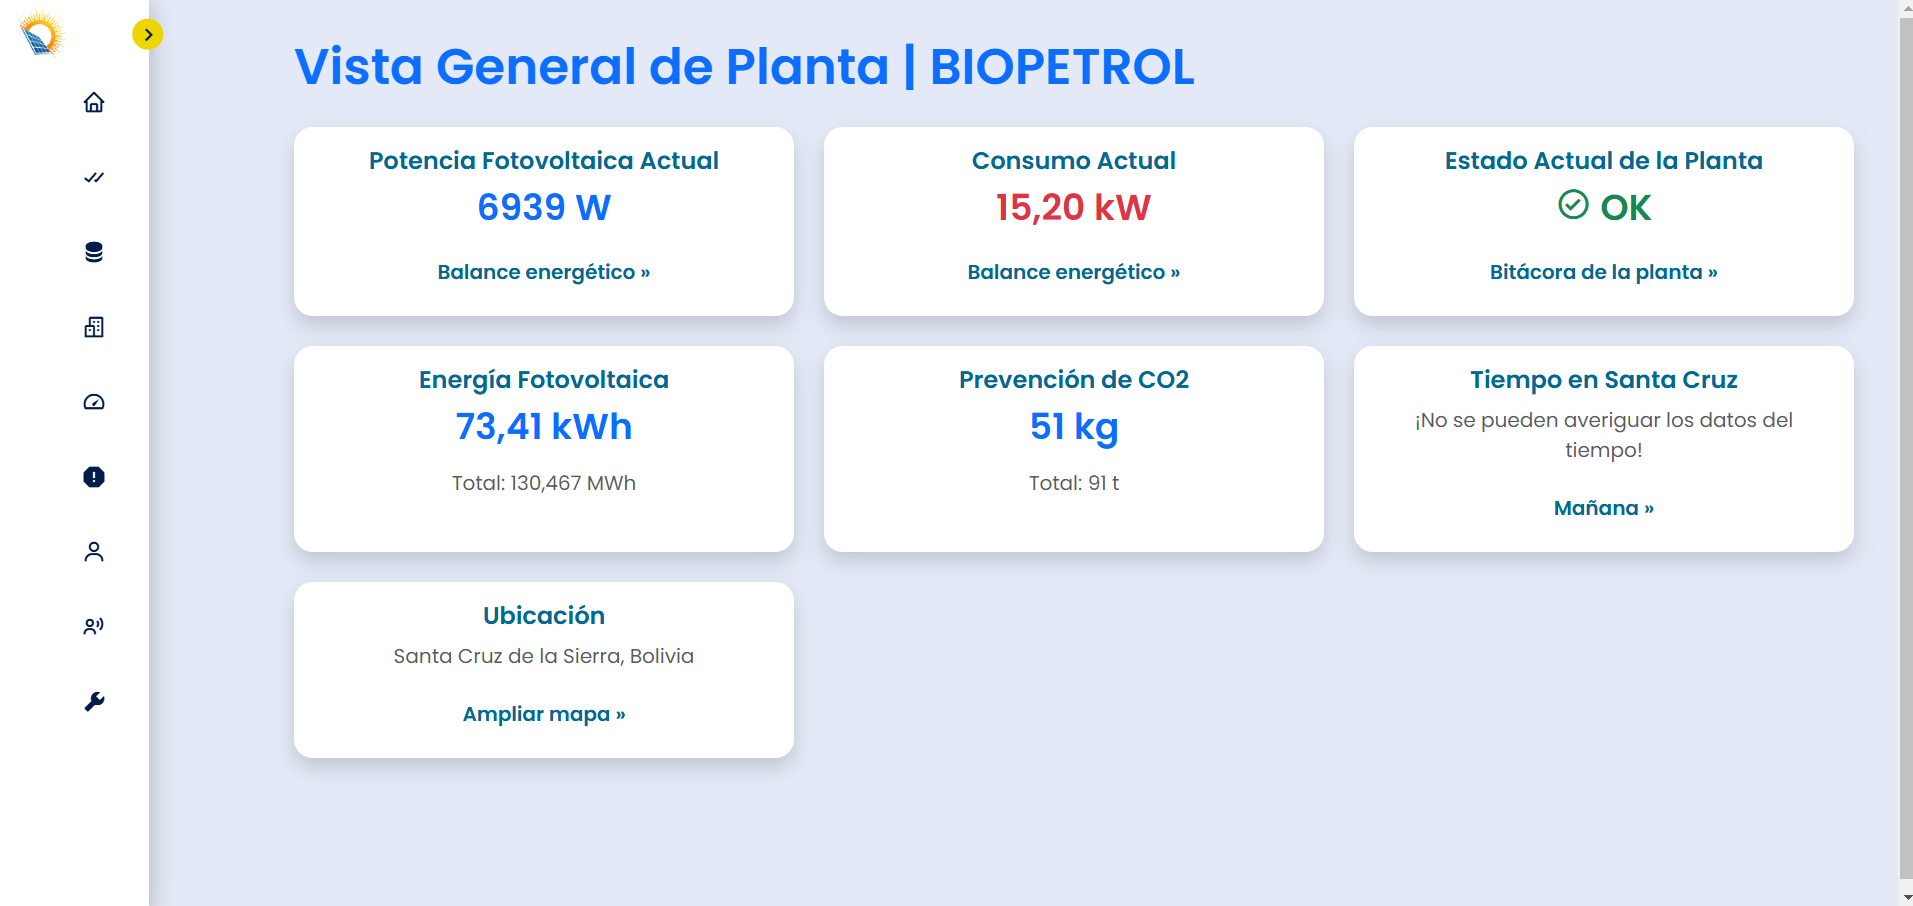 Vista General de Planta | BIOPETROL
Potencia Fotovoltaica Actual
6939 W
Balance energético »
Consumo Actual
15,20 kW
Balance energético »
Estado Actual de la Planta
OK
Bitácora de la planta »
Energía Fotovoltaica
73,41 kWh
Total: 130,467 MWh
Prevención de CO2
51 kg
Total: 91 t
Tiempo en Santa Cruz
¡No se pueden averiguar los datos del
tiempo!
Mañana »
Ubicación
Santa Cruz de la Sierra, Bolivia
Ampliar mapa »